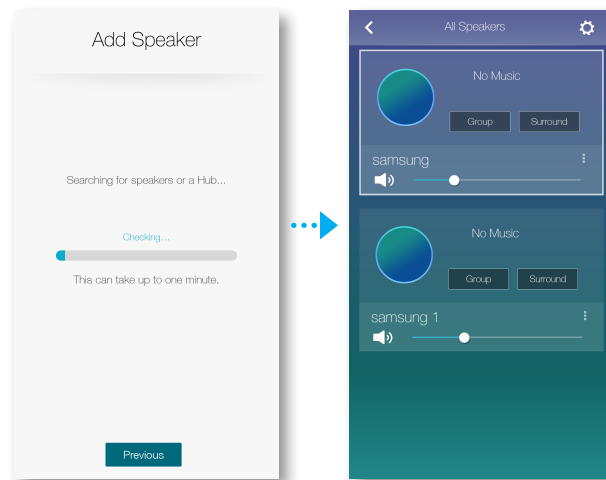 Add Speaker
Searching for speakers or a Hub...
Checking...
This can take up to one minute.
Previous
All Speakers
No Music
Group
Surround
samsung
No Music
Group
Surround
samsung 1